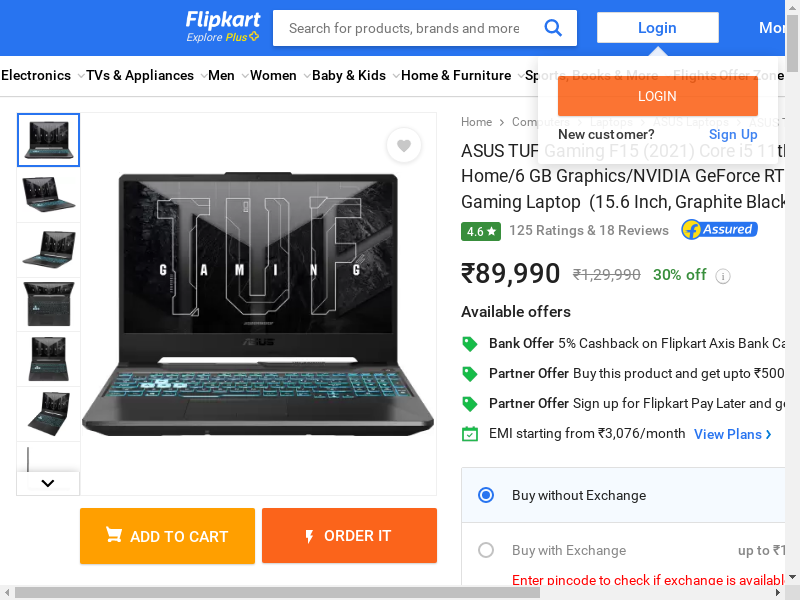 Flipkart
Explore Plus
Search for products, brands and more
Login
Electronics
TVs & Appliances
Men
Women
Baby & Kids
Home & Furniture
Sports, Books & More
Flights
Offer Zone
LOGIN
New customer?
Sign Up
Home
Laptops
ASUS Laptops
ASUS TUF Gaming F15 (2021) Core i5 11th
Home/6 GB Graphics/NVIDIA GeForce RT
Gaming Laptop (15.6 Inch, Graphite Black
4.6★
125 Ratings & 18 Reviews
f Assured
₹89,990
₹1,29,990
30% off
i
Available offers
Bank Offer 5% Cashback on Flipkart Axis Bank Ca
Partner Offer Buy this product and get upto ₹500
Partner Offer Sign up for Flipkart Pay Later and ge
EMI starting from ₹3,076/month
View Plans ›
TUF
GAMING
ASUS
ADD TO CART
ORDER IT
Buy without Exchange
Buy with Exchange
up to ₹1
Enter pincode to check if exchange is availabl